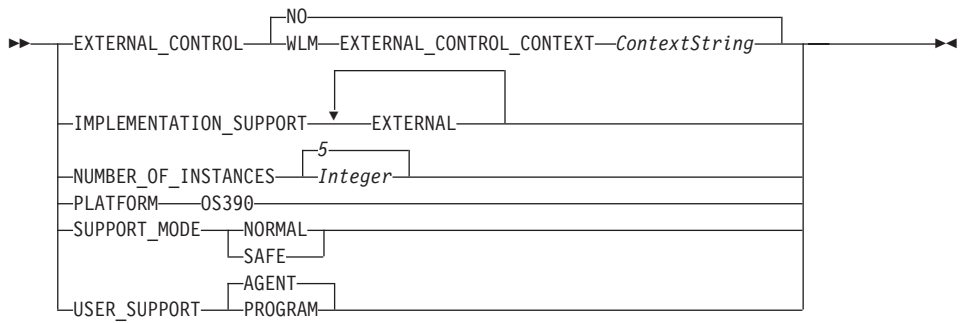 NO
EXTERNAL_CONTROL WLM EXTERNAL_CONTROL_CONTEXT ContextString
IMPLEMENTATION_SUPPORT EXTERNAL
5
NUMBER_OF_INSTANCES Integer
PLATFORM OS390
SUPPORT_MODE NORMAL
SAFE
AGENT
USER_SUPPORT PROGRAM